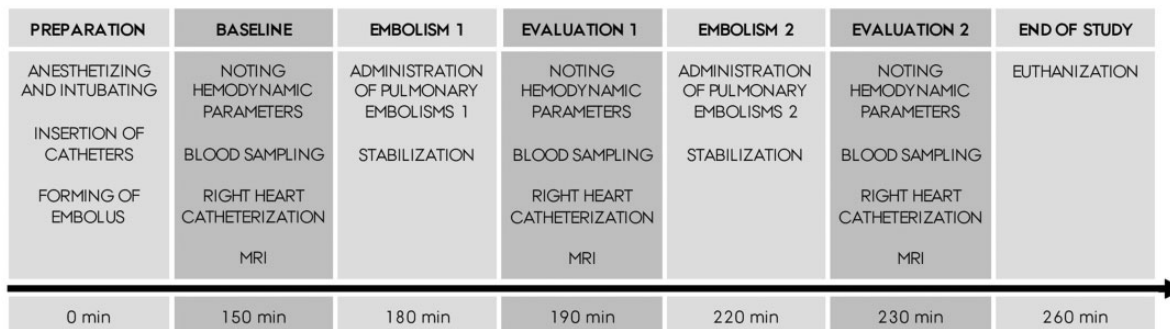 PREPARATION
BASELINE
EMBOLISM 1
EVALUATION 1
EMBOLISM 2
EVALUATION 2
END OF STUDY
ANESTHETIZING
AND INTUBATING
INSERTION OF
CATHETERS
FORMING OF
EMBOLUS
NOTING
HEMODYNAMIC
PARAMETERS
BLOOD SAMPLING
RIGHT HEART
CATHETERIZATION
MRI
ADMINISTRATION
OF PULMONARY
EMBOLISMS 1
STABILIZATION
NOTING
HEMODYNAMIC
PARAMETERS
BLOOD SAMPLING
RIGHT HEART
CATHETERIZATION
MRI
ADMINISTRATION
OF PULMONARY
EMBOLISMS 2
STABILIZATION
NOTING
HEMODYNAMIC
PARAMETERS
BLOOD SAMPLING
RIGHT HEART
CATHETERIZATION
MRI
EUTHANIZATION
0 min
150 min
180 min
190 min
220 min
230 min
260 min